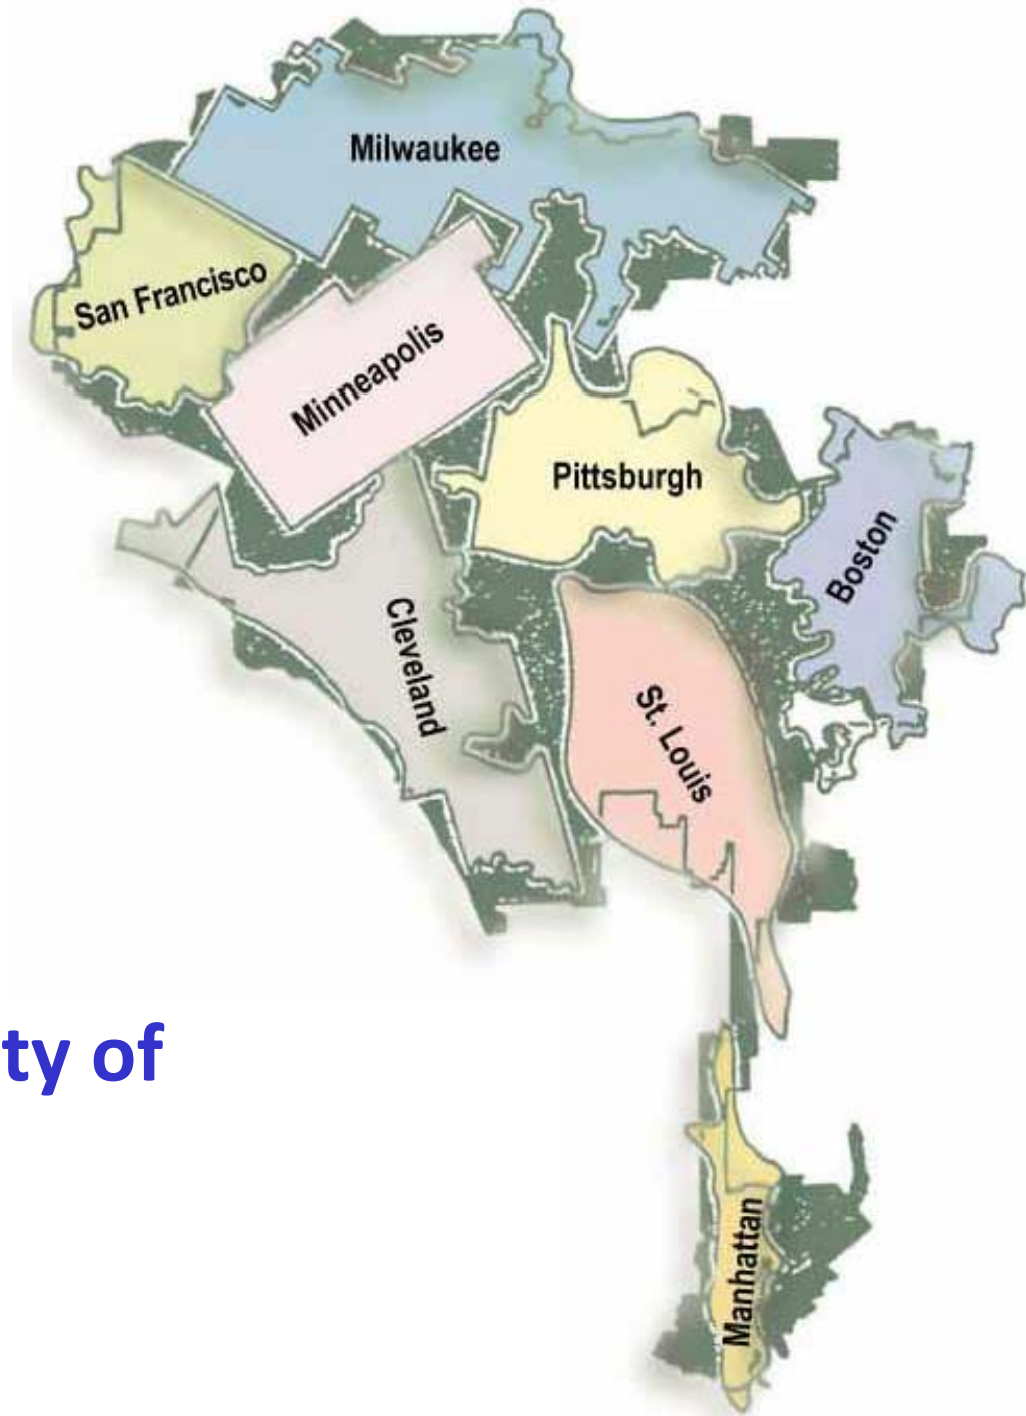 Milwaukee
San Francisco
Minneapolis
Pittsburgh
Boston
Cleveland
St. Louis
ty of
Manhattan